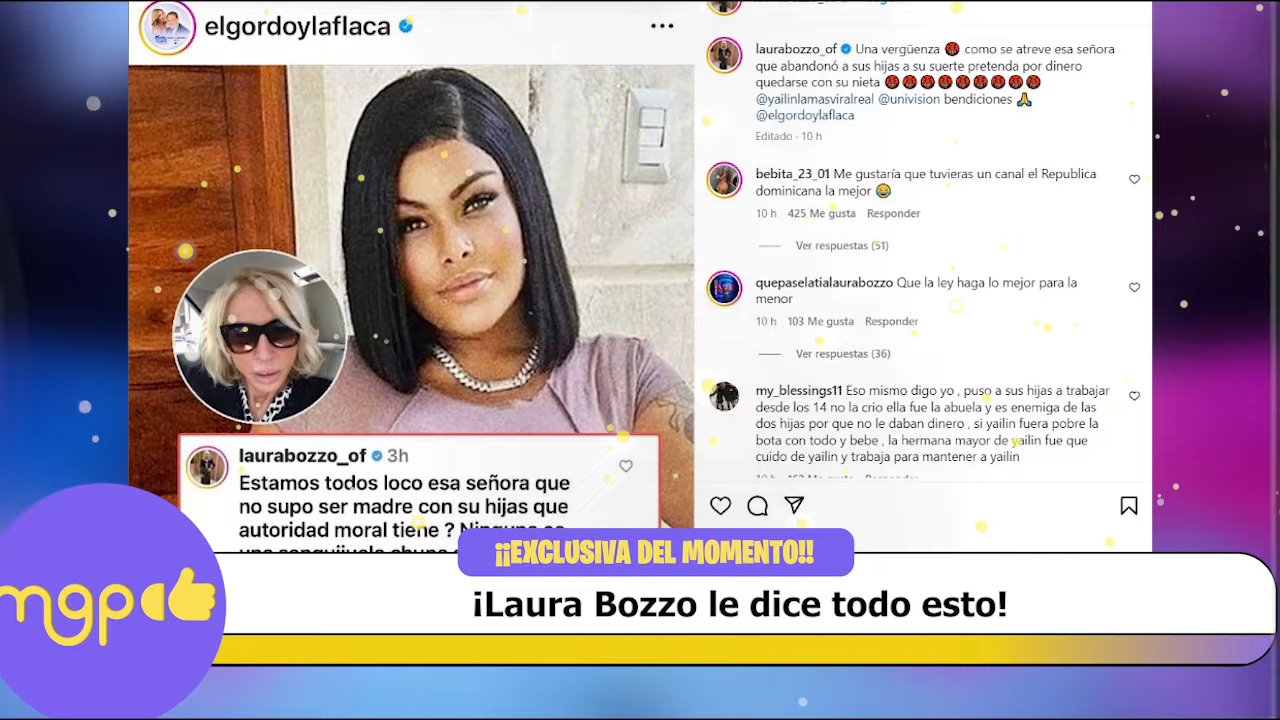 elgordoylaflaca
laurabozzo_of Una vergüenza como se atreve esa señora
que abandonó a sus hijas a su suerte pretenda por dinero
quedarse con su nieta
@yailinlamasviralreal @univision bendiciones
@elgordoylaflaca
Editado · 10 h
bebita_23_01 Me gustaría que tuvieras un canal el Republica
dominicana la mejor
10 h 425 Me gusta Responder
Ver respuestas (51)
quepaselatialaurabozzo Que la ley haga lo mejor para la
menor
10 h 103 Me gusta Responder
Ver respuestas (36)
my_blessings11 Eso mismo digo yo , puso a sus hijas a trabajar
desde los 14 no la crio ella fue la abuela y es enemiga de las
dos hijas por que no le daban dinero , si yailin fuera pobre la
bota con todo y bebe , la hermana mayor de yailin fue que
cuido de yailin y trabaja para mantener a yailin
laurabozzo_of 3h
Estamos todos loco esa señora que
no supo ser madre con su hijas que
autoridad moral tiene ?
¡¡EXCLUSIVA DEL MOMENTO!!
¡Laura Bozzo le dice todo esto!
mgp